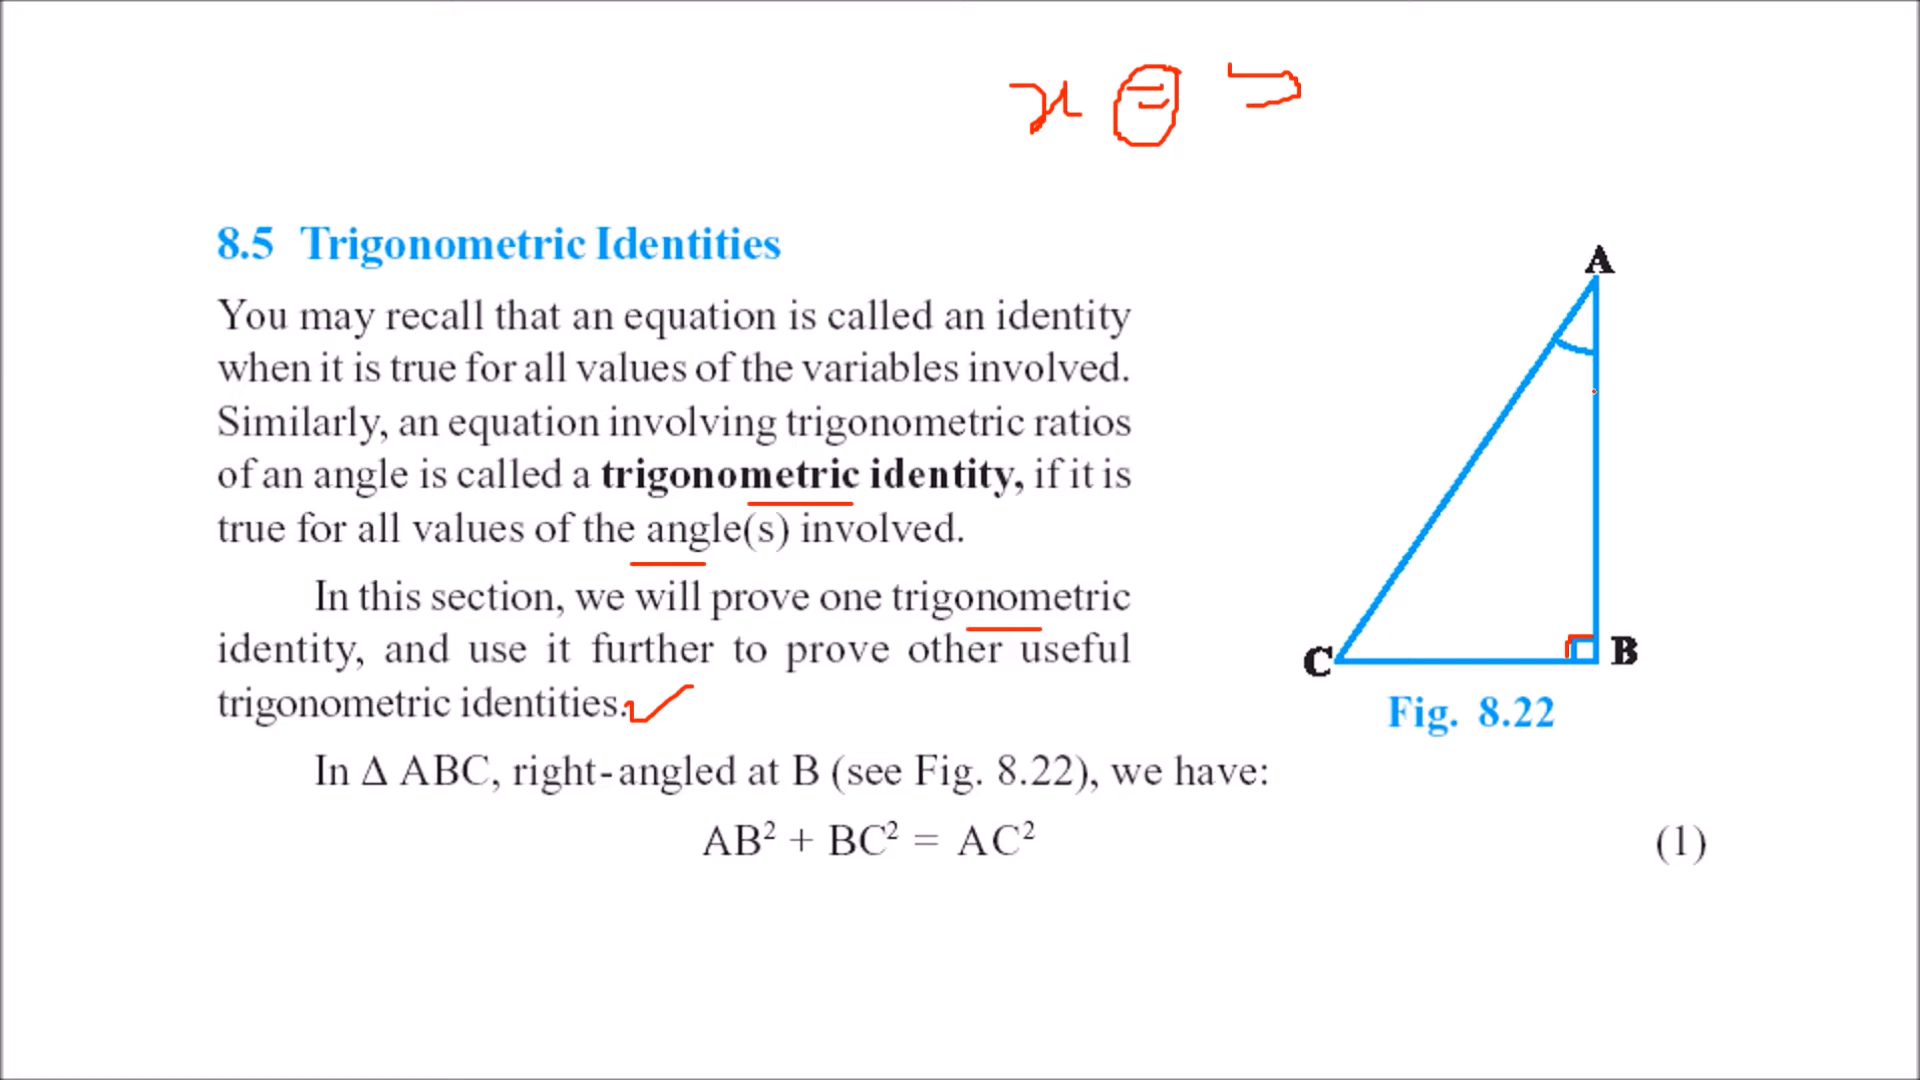 x θ
8.5 Trigonometric Identities
You may recall that an equation is called an identity
when it is true for all values of the variables involved.
Similarly, an equation involving trigonometric ratios
of an angle is called a trigonometric identity, if it is
true for all values of the angle(s) involved.
In this section, we will prove one trigonometric
identity, and use it further to prove other useful
trigonometric identities.
A
C
B
Fig. 8.22
In Δ ABC, right-angled at B (see Fig. 8.22), we have:
AB² + BC² = AC² (1)